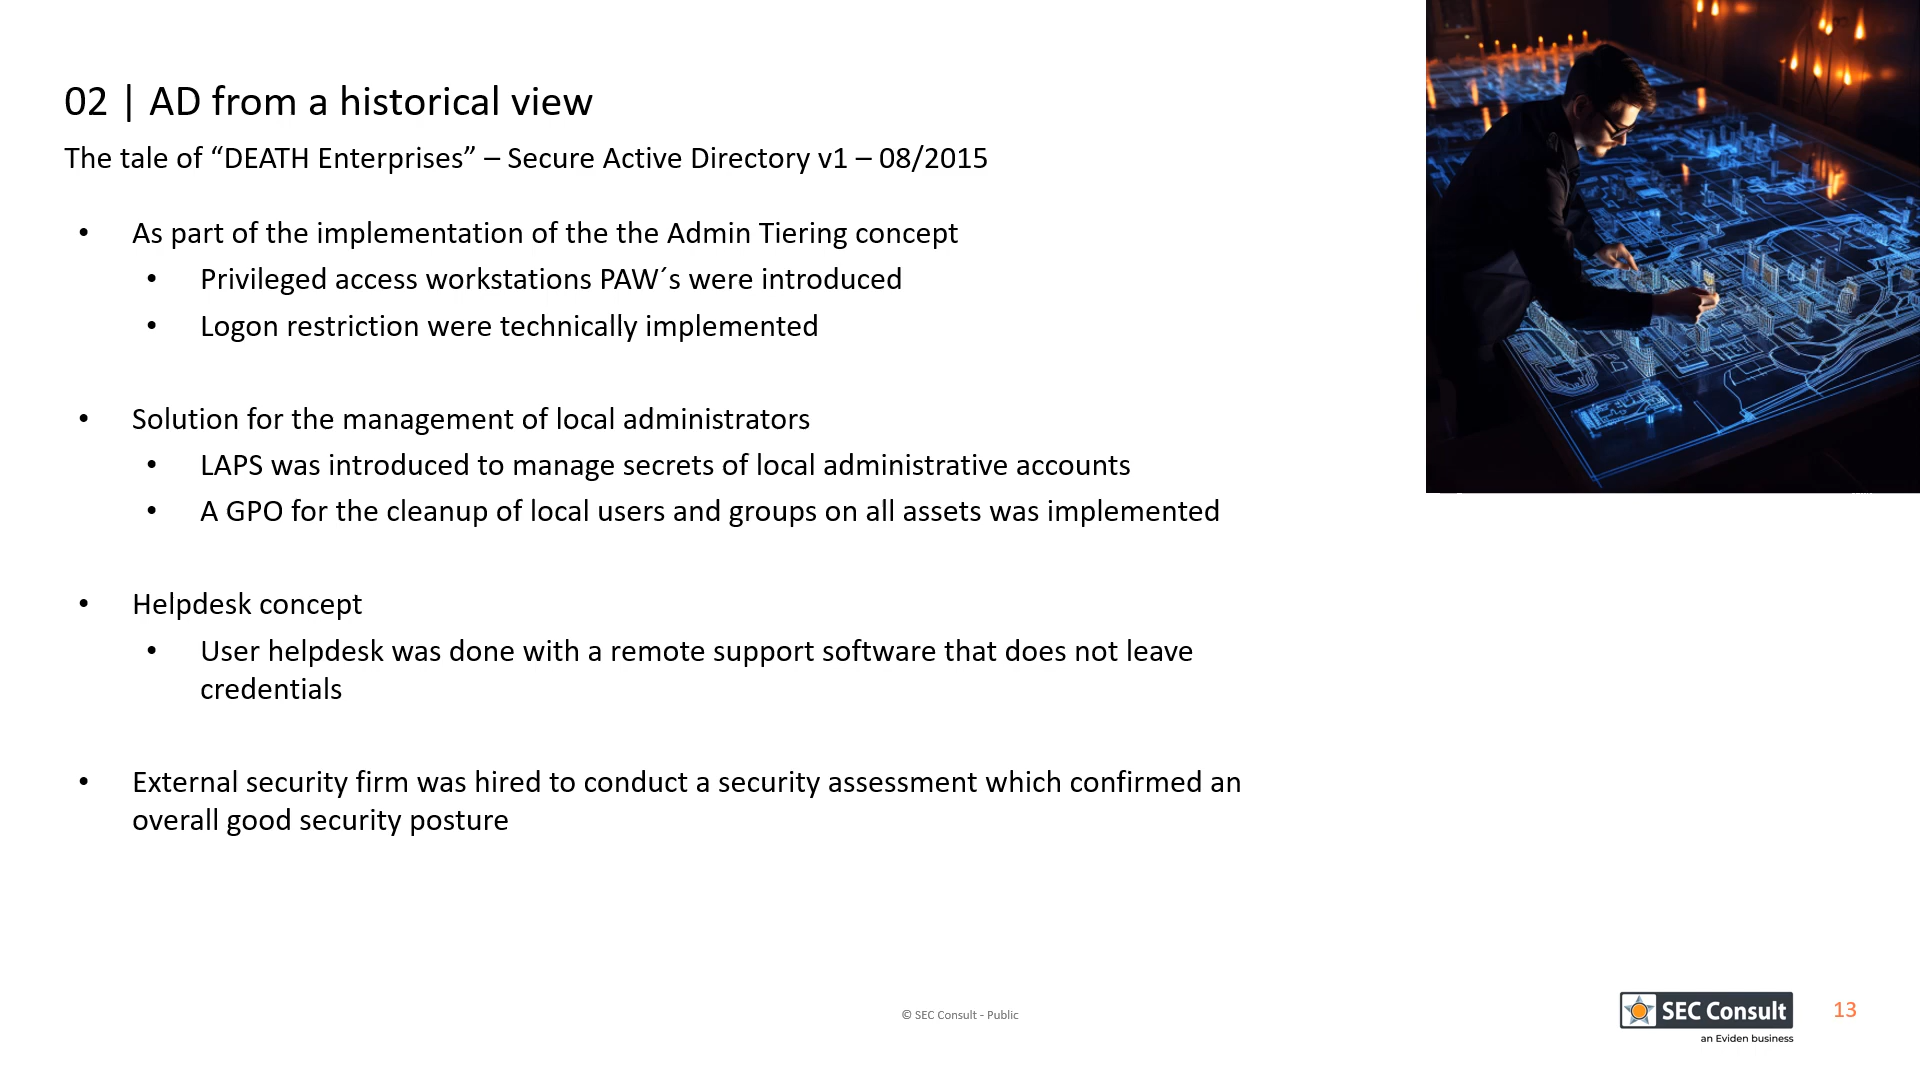 02 | AD from a historical view
The tale of “DEATH Enterprises” – Secure Active Directory v1 – 08/2015
• As part of the implementation of the the Admin Tiering concept
• Privileged access workstations PAW´s were introduced
• Logon restriction were technically implemented
• Solution for the management of local administrators
• LAPS was introduced to manage secrets of local administrative accounts
• A GPO for the cleanup of local users and groups on all assets was implemented
• Helpdesk concept
• User helpdesk was done with a remote support software that does not leave
credentials
• External security firm was hired to conduct a security assessment which confirmed an
overall good security posture
© SEC Consult - Public
SEC Consult
an Eviden business
13